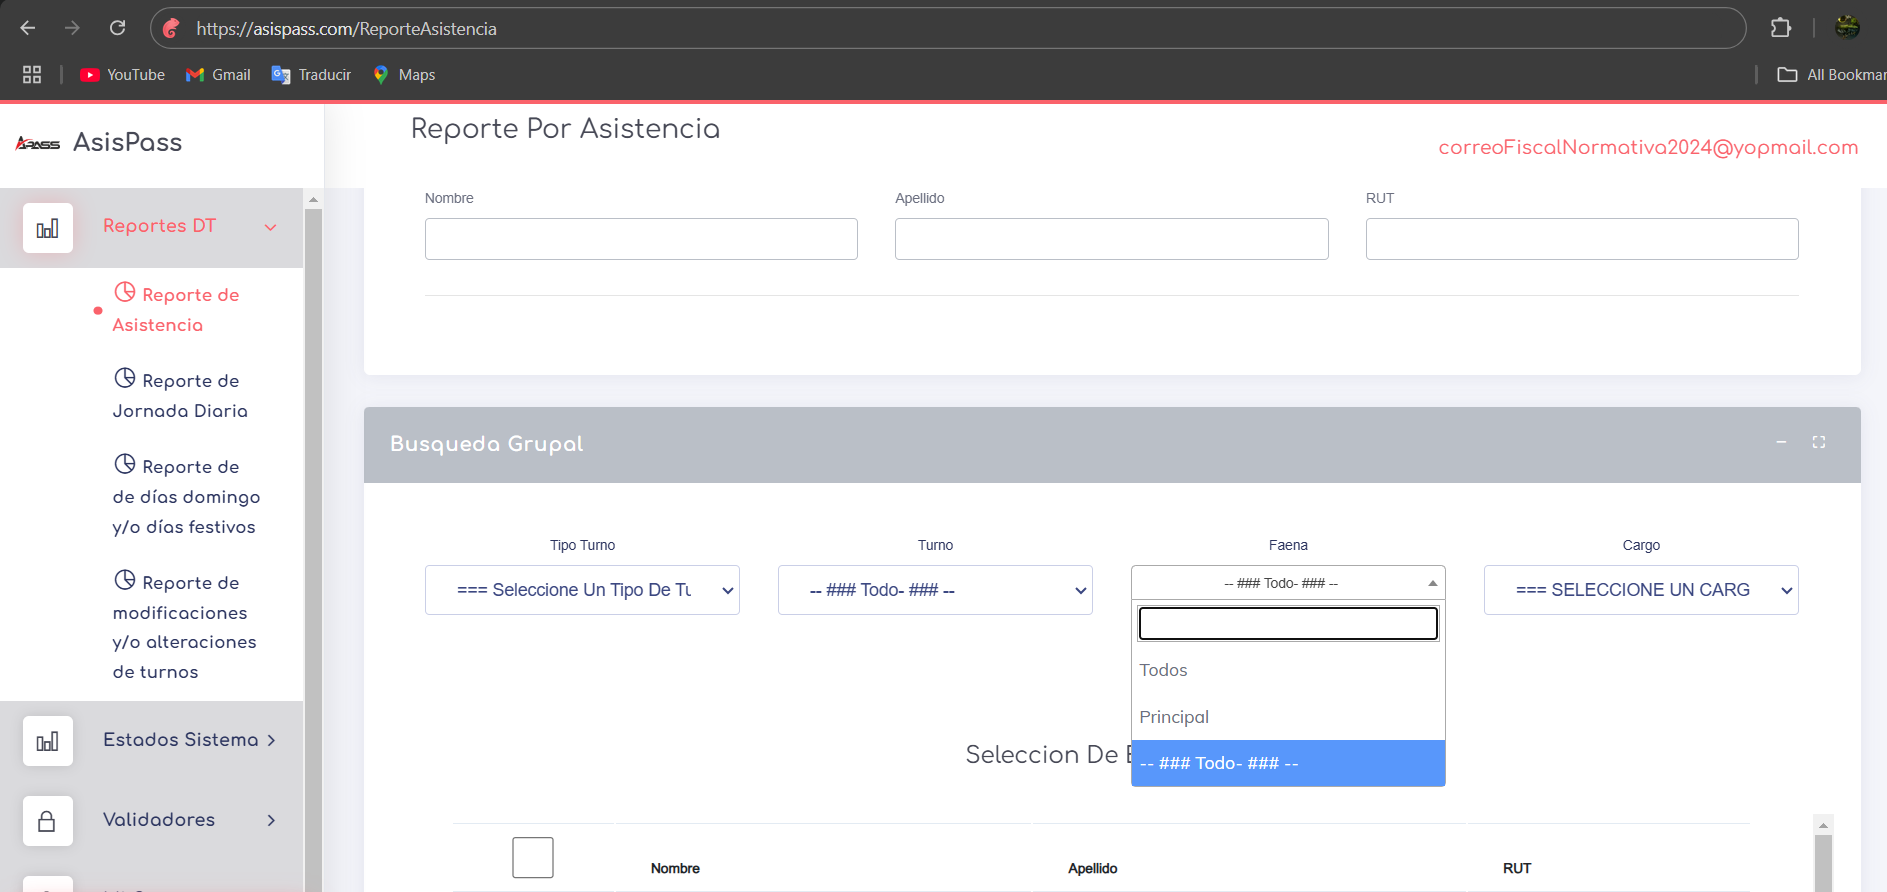 https://asispass.com/ReporteAsistencia
YouTube
Gmail
Traducir
Maps
All Bookmar
APASS
AsisPass
Reporte Por Asistencia
correoFiscalNormativa2024@yopmail.com
Reportes DT
Reporte de
Asistencia
Reporte de
Jornada Diaria
Reporte de
de días domingo
y/o días festivos
Reporte de
modificaciones
y/o alteraciones
de turnos
Estados Sistema
Validadores
Nombre
Apellido
RUT
Busqueda Grupal
Tipo Turno
Turno
Faena
Cargo
=== Seleccione Un Tipo De Tu
-- ### Todo- ### --
-- ### Todo- ### --
=== SELECCIONE UN CARG
Todos
Principal
-- ### Todo- ### --
Seleccion De
Nombre
Apellido
RUT